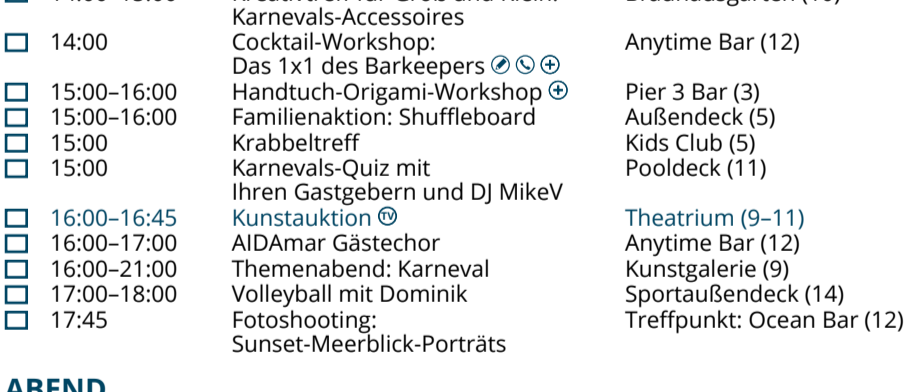 Karnevals-Accessoires
14:00 Cocktail-Workshop: Anytime Bar (12)
Das 1x1 des Barkeepers
15:00–16:00 Handtuch-Origami-Workshop Pier 3 Bar (3)
15:00–16:00 Familienaktion: Shuffleboard Außendeck (5)
15:00 Krabbeltreff Kids Club (5)
15:00 Karnevals-Quiz mit Pooldeck (11)
Ihren Gastgebern und DJ MikeV
16:00–16:45 Kunstauktion TV Theatrium (9–11)
16:00–17:00 AIDAmar Gästechor Anytime Bar (12)
16:00–21:00 Themenabend: Karneval Kunstgalerie (9)
17:00–18:00 Volleyball mit Dominik Sportaußendeck (14)
17:45 Fotoshooting: Treffpunkt: Ocean Bar (12)
Sunset-Meerblick-Porträts
ABEND